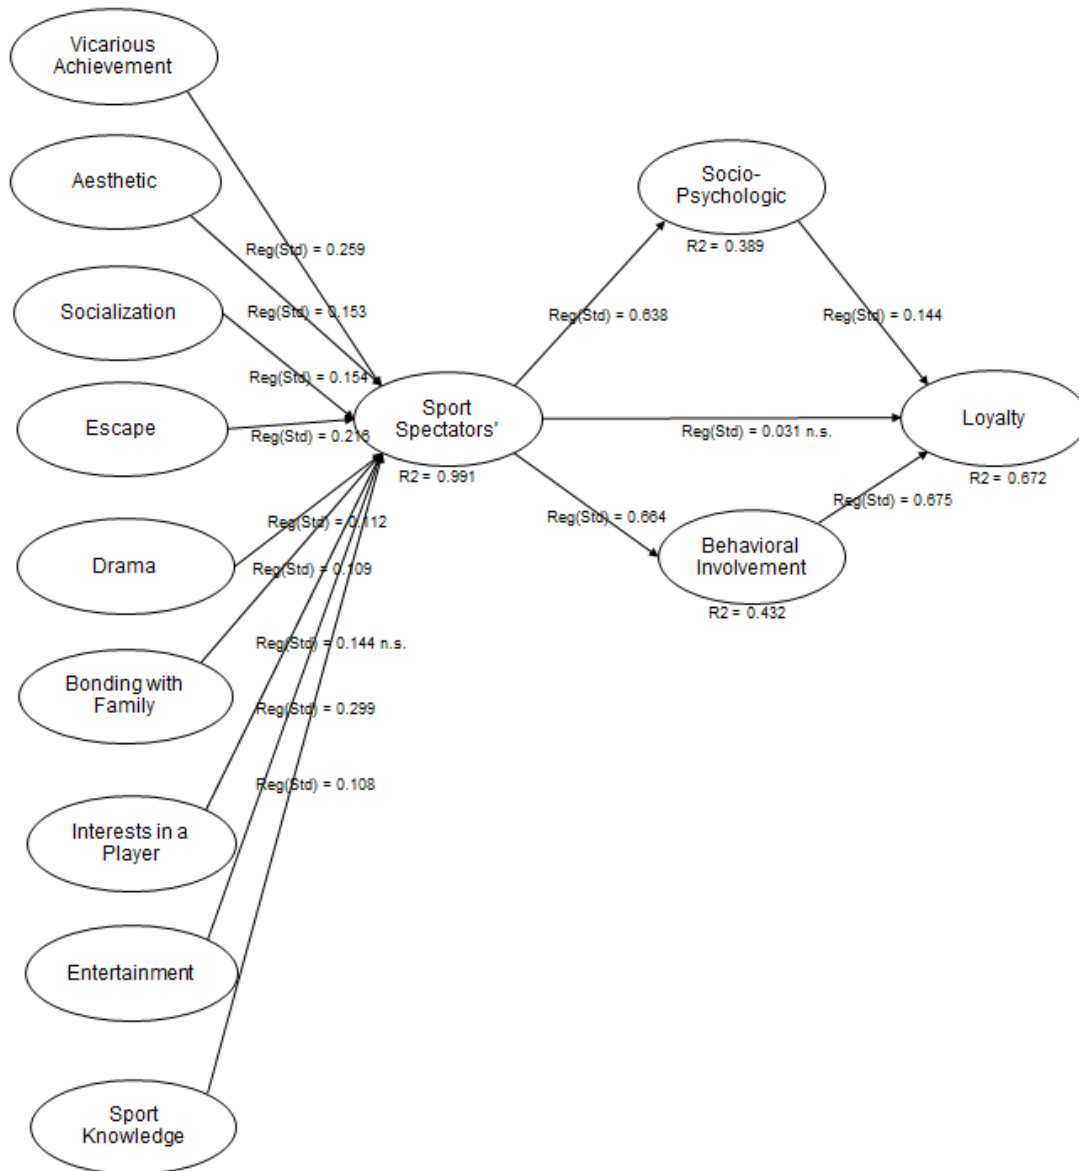 Vicarious
Achievement
Aesthetic
Socialization
Escape
Drama
Bonding with
Family
Interests in a
Player
Entertainment
Sport
Knowledge
Reg(Std) = 0.259
Reg(Std) = 0.153
Reg(Std) = 0.154
Reg(Std) = 0.216
Reg(Std) = 0.112
Reg(Std) = 0.109
Reg(Std) = 0.144 n.s.
Reg(Std) = 0.299
Reg(Std) = 0.108
Sport
Spectators'
R2 = 0.991
Reg(Std) = 0.638
Reg(Std) = 0.031 n.s.
Reg(Std) = 0.664
Socio-
Psychologic
R2 = 0.389
Behavioral
Involvement
R2 = 0.432
Reg(Std) = 0.144
Reg(Std) = 0.675
Loyalty
R2 = 0.672